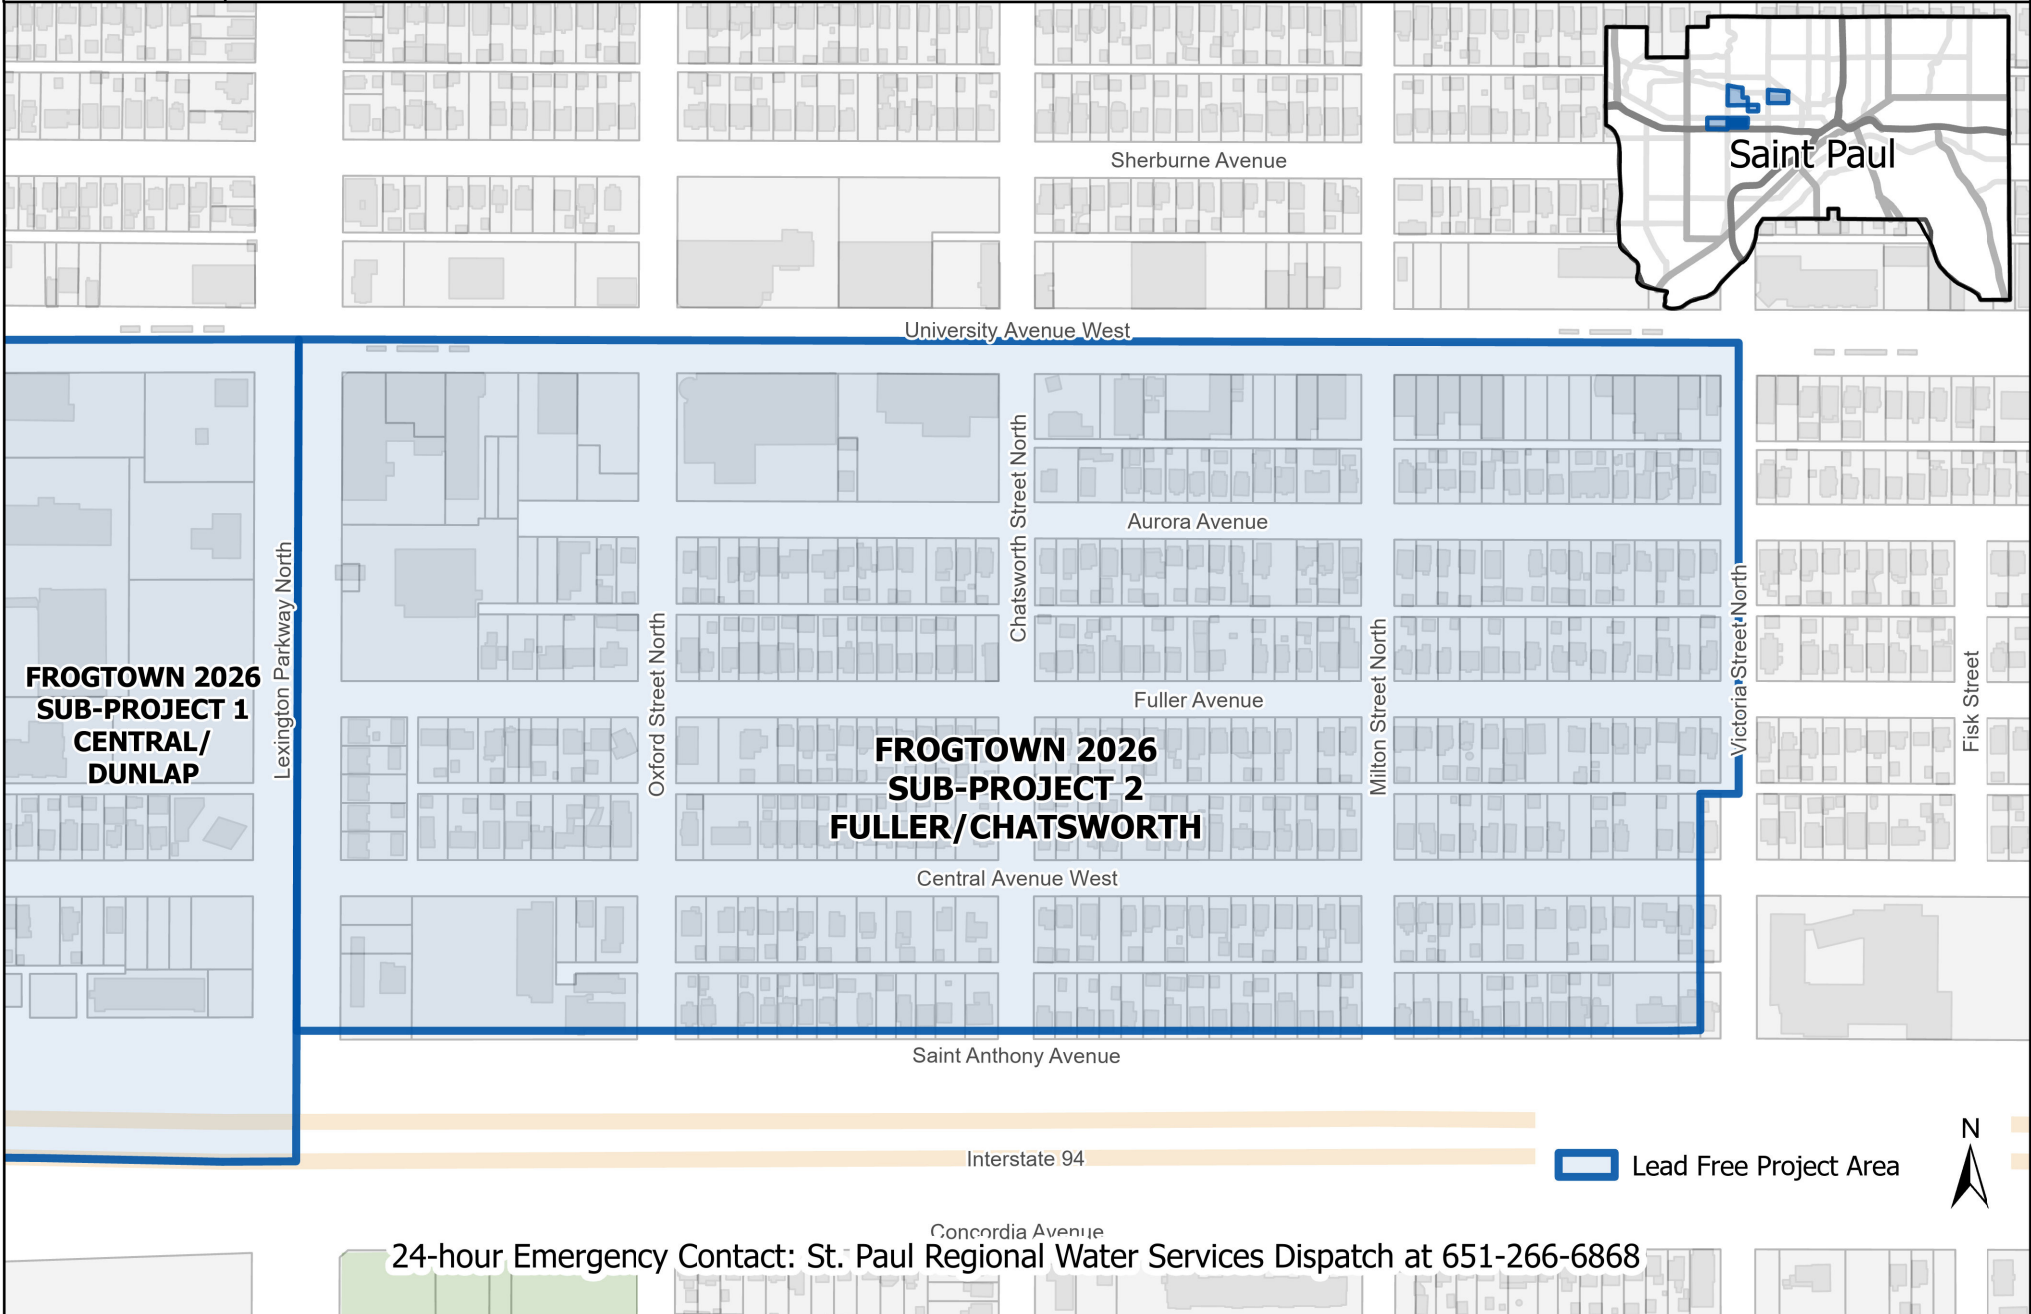 Sherburne Avenue
Saint Paul
University Avenue West
Chatsworth Street North
Aurora Avenue
Lexington Parkway North
Oxford Street North
Milton Street North
Victoria Street North
Fisk Street
FROGTOWN 2026
SUB-PROJECT 1
CENTRAL/
DUNLAP
Fuller Avenue
FROGTOWN 2026
SUB-PROJECT 2
FULLER/CHATSWORTH
Central Avenue West
Saint Anthony Avenue
N
Interstate 94
Lead Free Project Area
Concordia Avenue
24-hour Emergency Contact: St. Paul Regional Water Services Dispatch at 651-266-6868